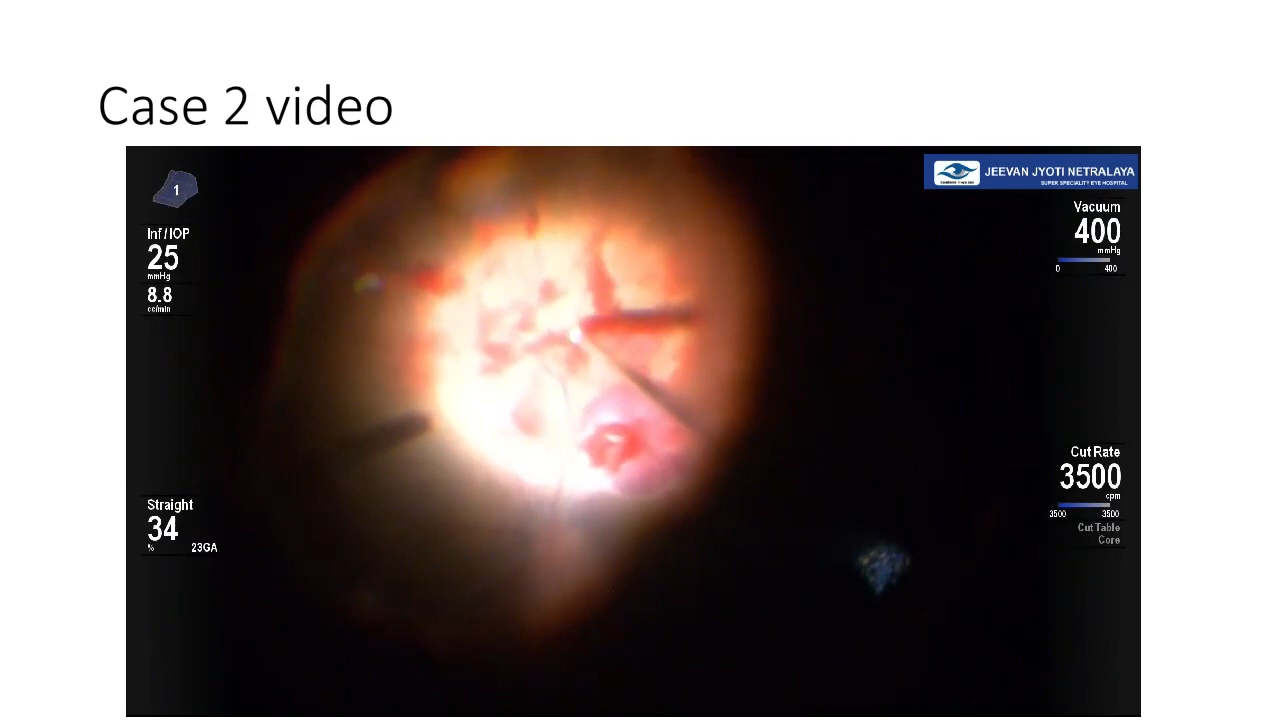 Case 2 video
1
JEEVAN JYOTI NETRALAYA
SUPER SPECIALITY EYE HOSPITAL
Inf / IOP
25
mmHg
8.8
cc/min
Vacuum
400
mmHg
0 400
Straight
34
% 23GA
Cut Rate
3500
cpm
3500 3500
Cut Table
Core